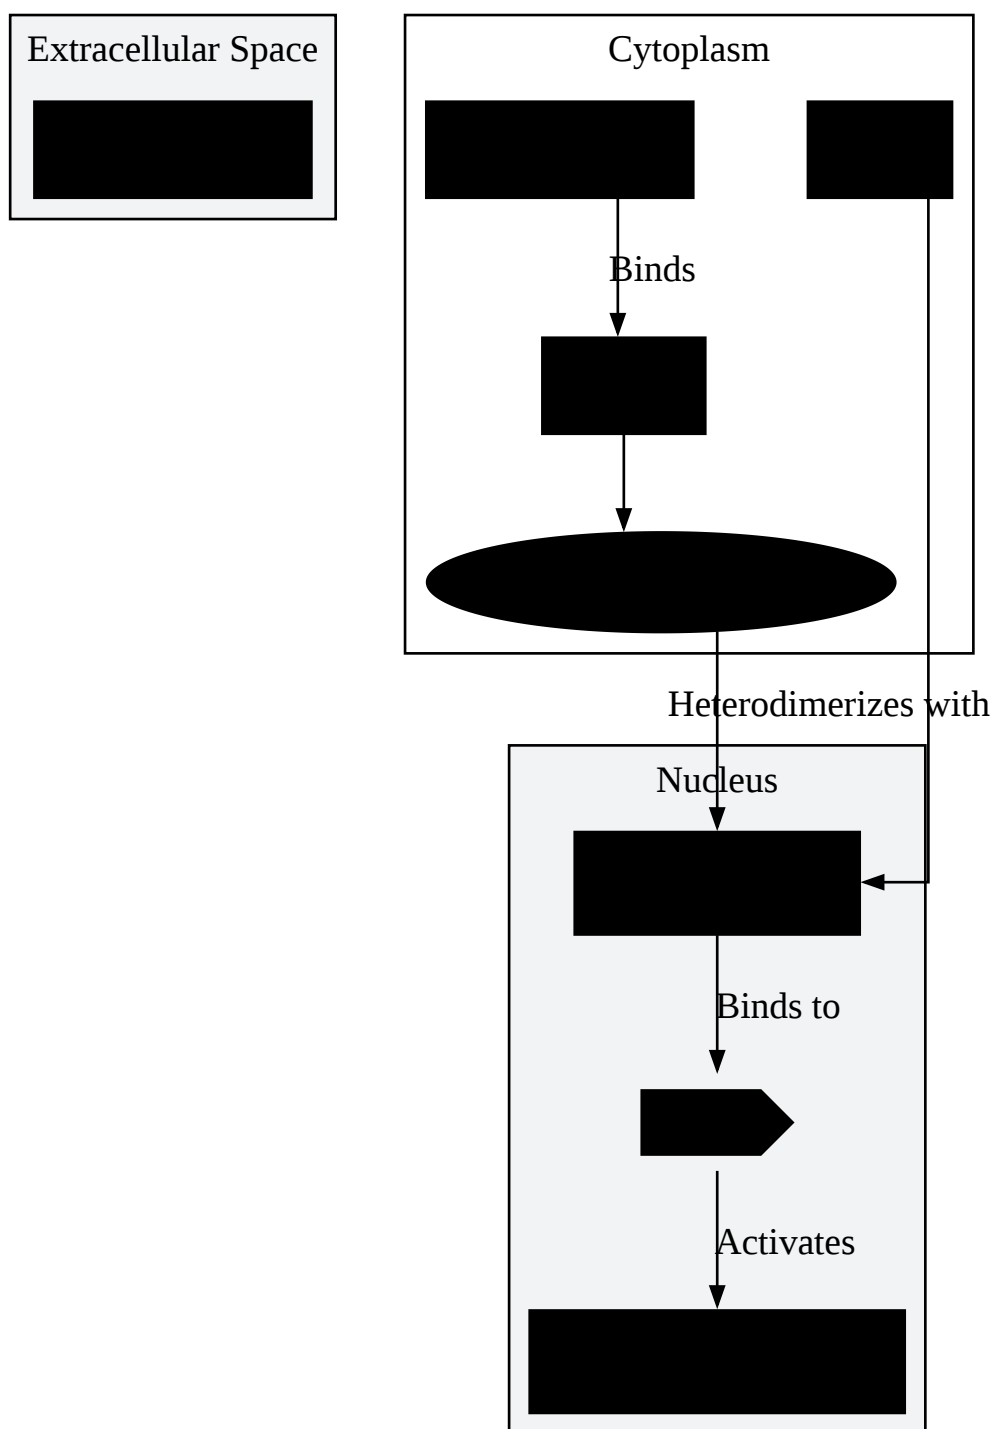 Extracellular Space
Cytoplasm
Binds
Heterodimerizes with
Nucleus
Binds to
Activates